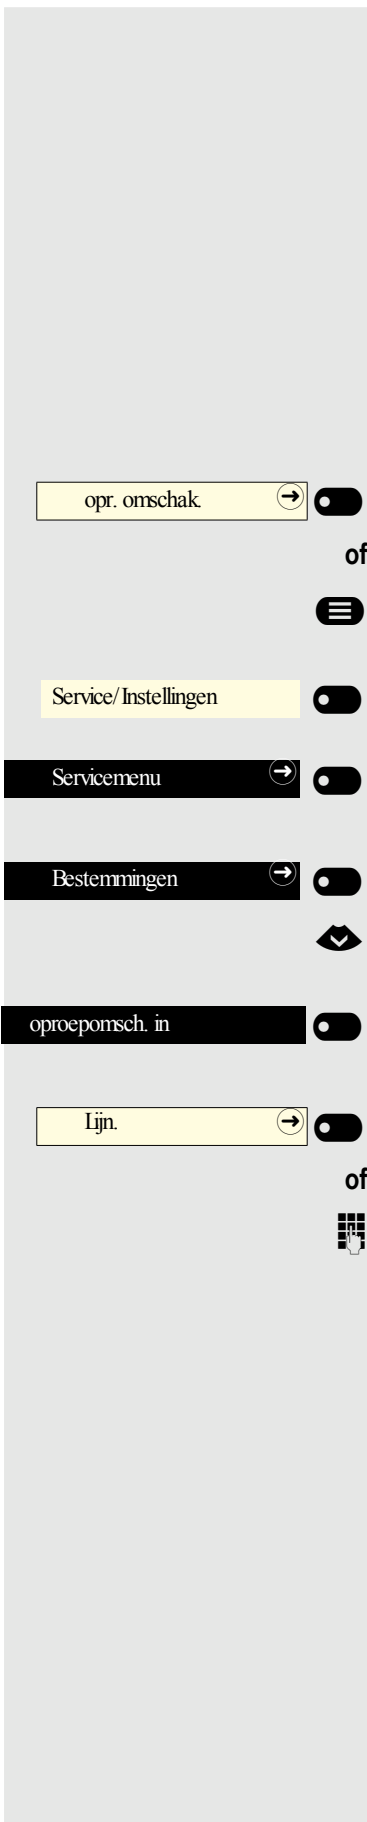 opr. omschak.
of
Service/Instellingen
Servicemenu
Bestemmingen
oproepomsch. in
Lijn.
of